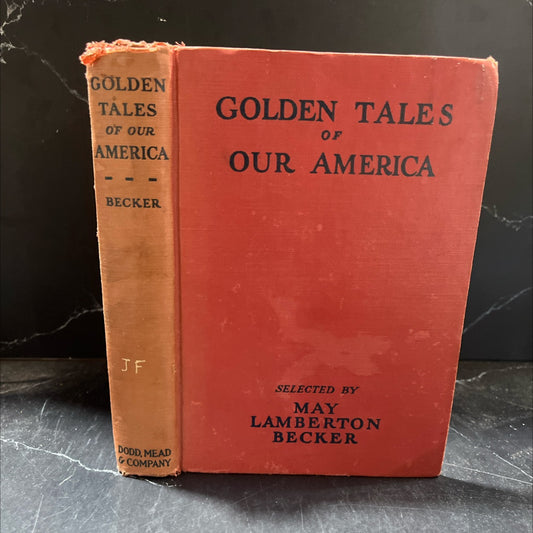 GOLDEN
TALES
OF OUR
AMERICA
- - -
BECKER
JF
DODD, MEAD
& COMPANY
GOLDEN TALES
OF
OUR AMERICA
SELECTED BY
MAY
LAMBERTON
BECKER